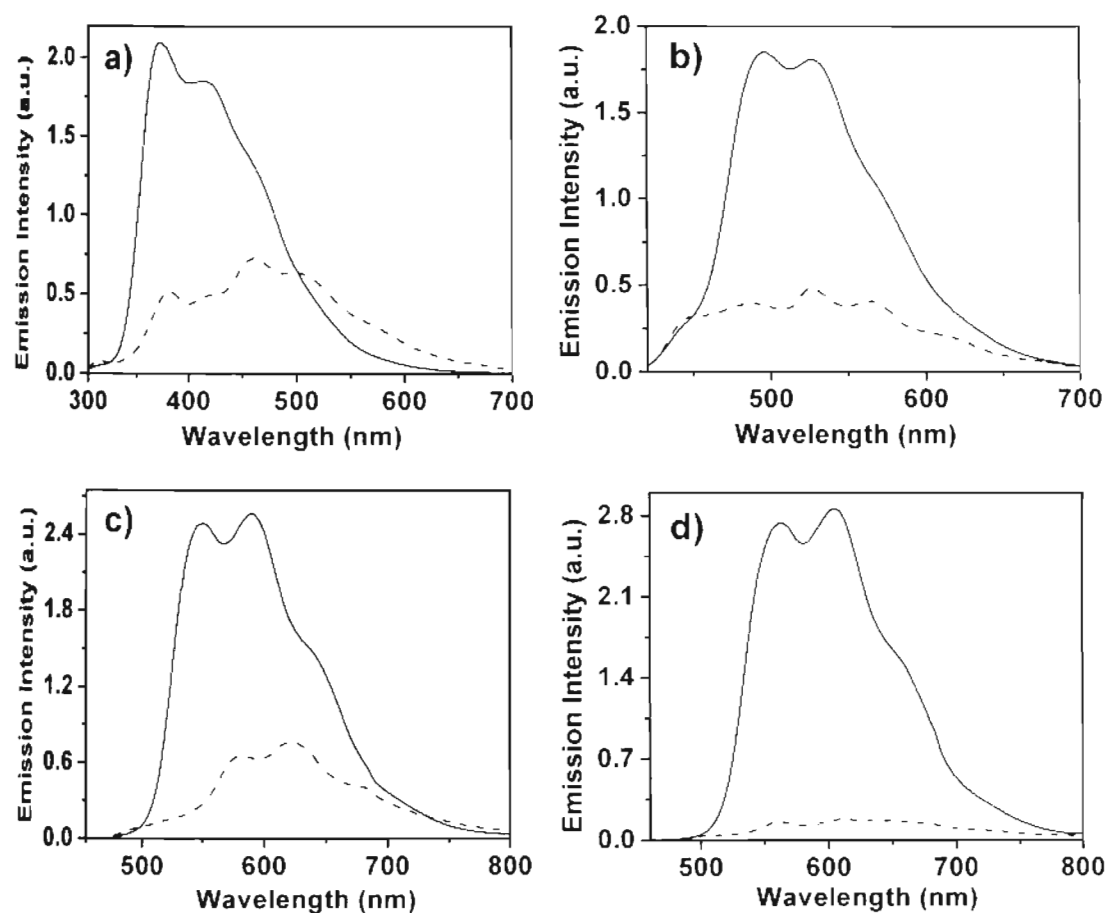 a)
Emission Intensity (a.u.)
2.0
1.5
1.0
0.5
0.0
300 400 500 600 700
Wavelength (nm)
b)
Emission Intensity (a.u.)
2.0
1.5
1.0
0.5
0.0
500 600 700
Wavelength (nm)
c)
Emission Intensity (a.u.)
2.4
1.8
1.2
0.6
0.0
500 600 700 800
Wavelength (nm)
d)
Emission Intensity (a.u.)
2.8
2.1
1.4
0.7
0.0
500 600 700 800
Wavelength (nm)